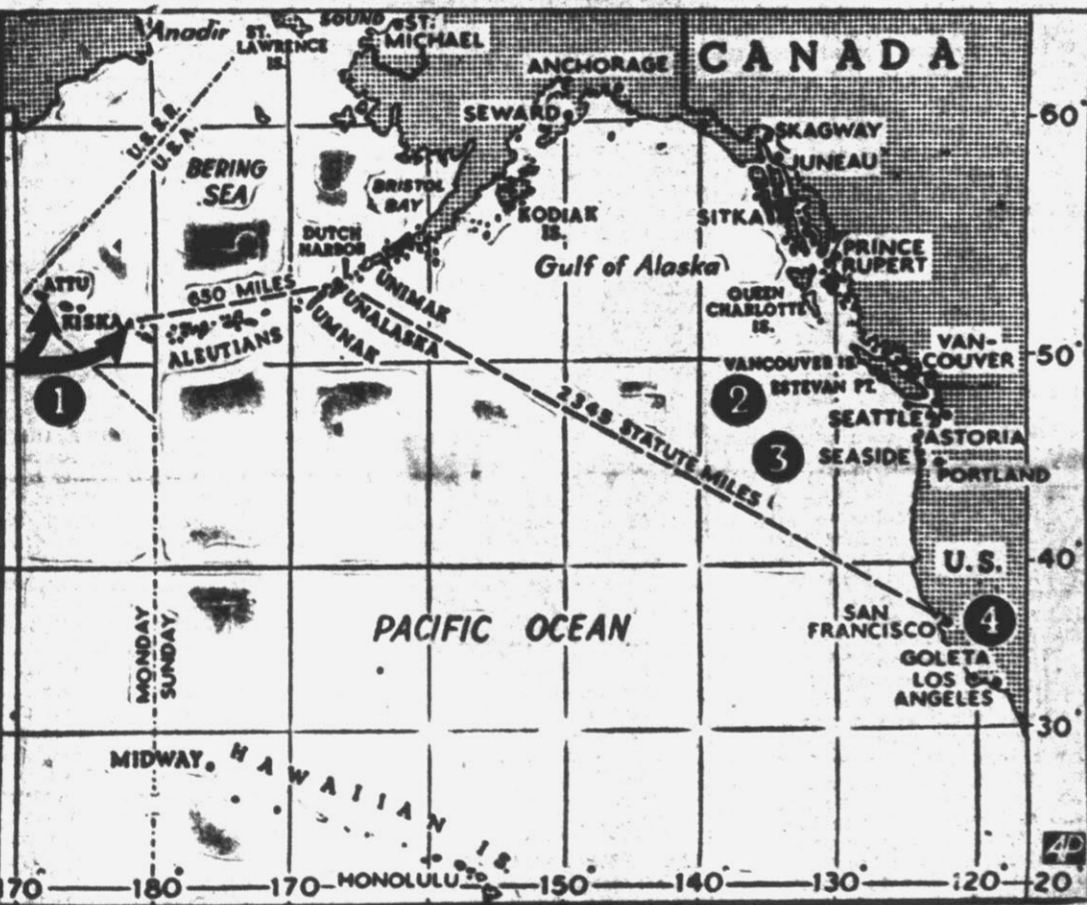 Anadir
ST.
LAWRENCE
IS.
SOUND
ST.
MICHAEL
CANADA
ANCHORAGE
SEWARD
60°
SKAGWAY
JUNEAU
U.S.S.R.
U.S.A.
BERING
SEA
BRISTOL
BAY
KODIAK
IS.
SITKA
DUTCH
HARBOR
PRINCE
RUPERT
Gulf of Alaska
ATTU
KISKA
650 MILES
UNIMAK
UNALASKA
UMNAK
ALEUTIANS
QUEEN
CHARLOTTE
IS.
VANCOUVER IS.
VAN-
COUVER
50°
ESTEVAN PT.
1
2
3
SEATTLE
ASTORIA
SEASIDE
PORTLAND
2345 STATUTE MILES
40°
U.S.
4
MONDAY
SUNDAY
PACIFIC OCEAN
SAN
FRANCISCO
GOLETA
LOS
ANGELES
30°
MIDWAY
HAWAIIAN IS.
HONOLULU
AP
170° 180° 170° 150° 140° 130° 120° 20°